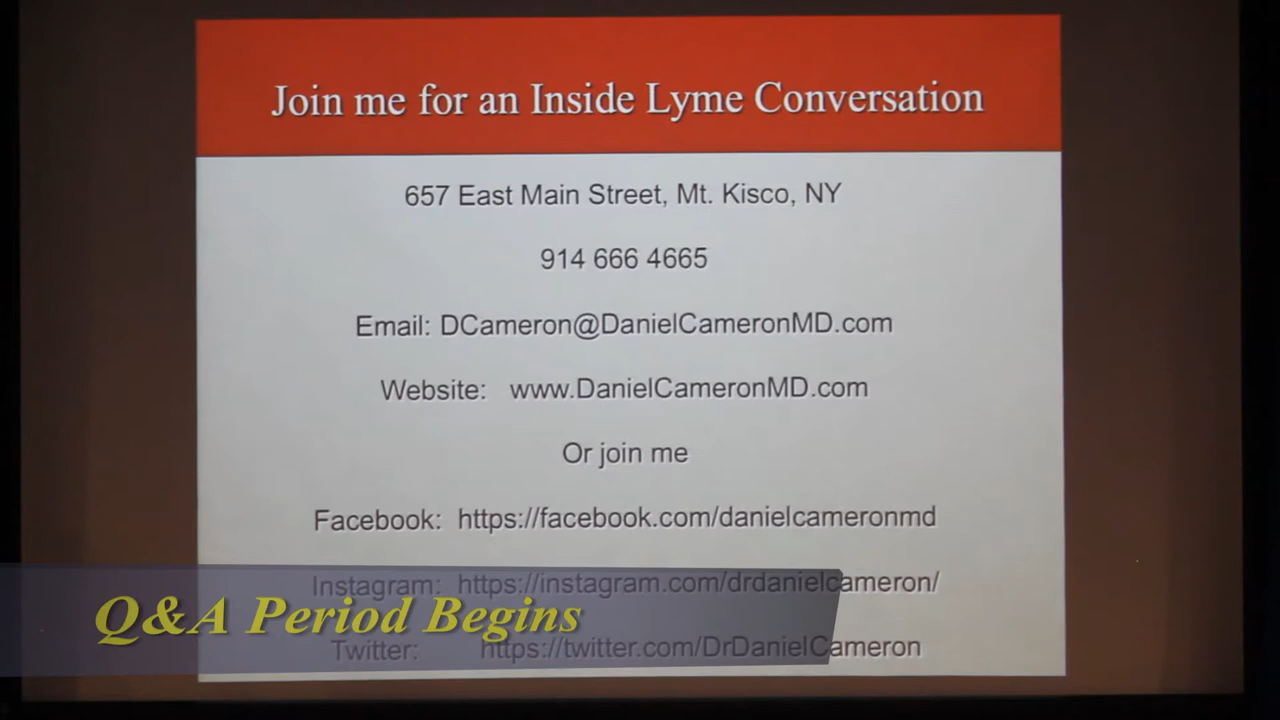 Join me for an Inside Lyme Conversation
657 East Main Street, Mt. Kisco, NY
914 666 4665
Email: DCameron@DanielCameronMD.com
Website: www.DanielCameronMD.com
Or join me
Facebook: https://facebook.com/danielcameronmd
Instagram: https://instagram.com/drdanielcameron/
Q&A Period Begins
Twitter: https://twitter.com/DrDanielCameron